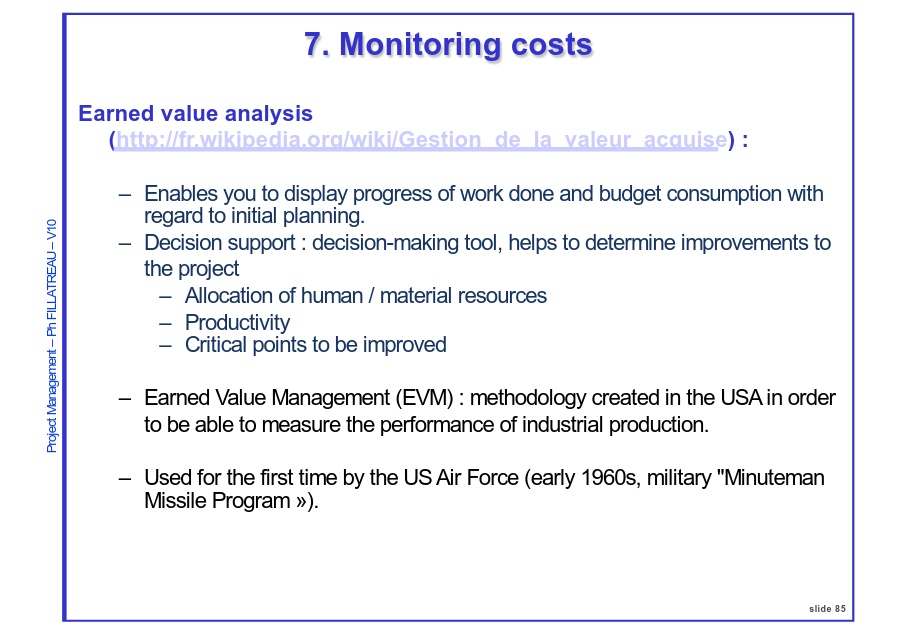 7. Monitoring costs
Earned value analysis
(http://fr.wikipedia.org/wiki/Gestion_de_la_valeur_acquise) :
– Enables you to display progress of work done and budget consumption with
regard to initial planning.
– Decision support : decision-making tool, helps to determine improvements to
the project
– Allocation of human / material resources
– Productivity
– Critical points to be improved
– Earned Value Management (EVM) : methodology created in the USA in order
to be able to measure the performance of industrial production.
– Used for the first time by the US Air Force (early 1960s, military "Minuteman
Missile Program »).
Project Management – Ph FILLATREAU – V10
slide 85